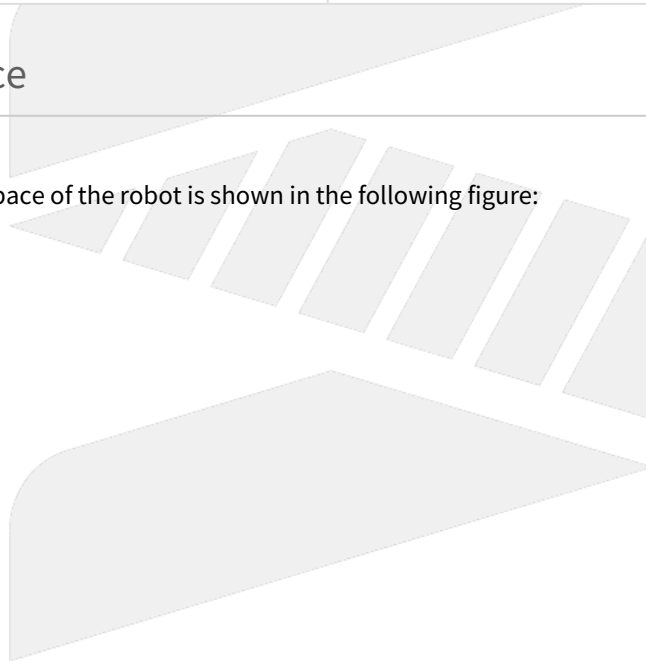 ce
pace of the robot is shown in the following figure: